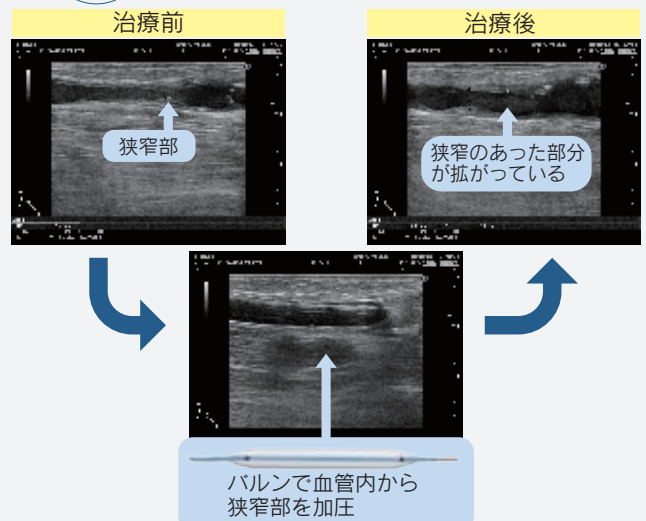 治療前
治療後
狭窄部
狭窄のあった部分
が拡がっている
バルンで血管内から
狭窄部を加圧